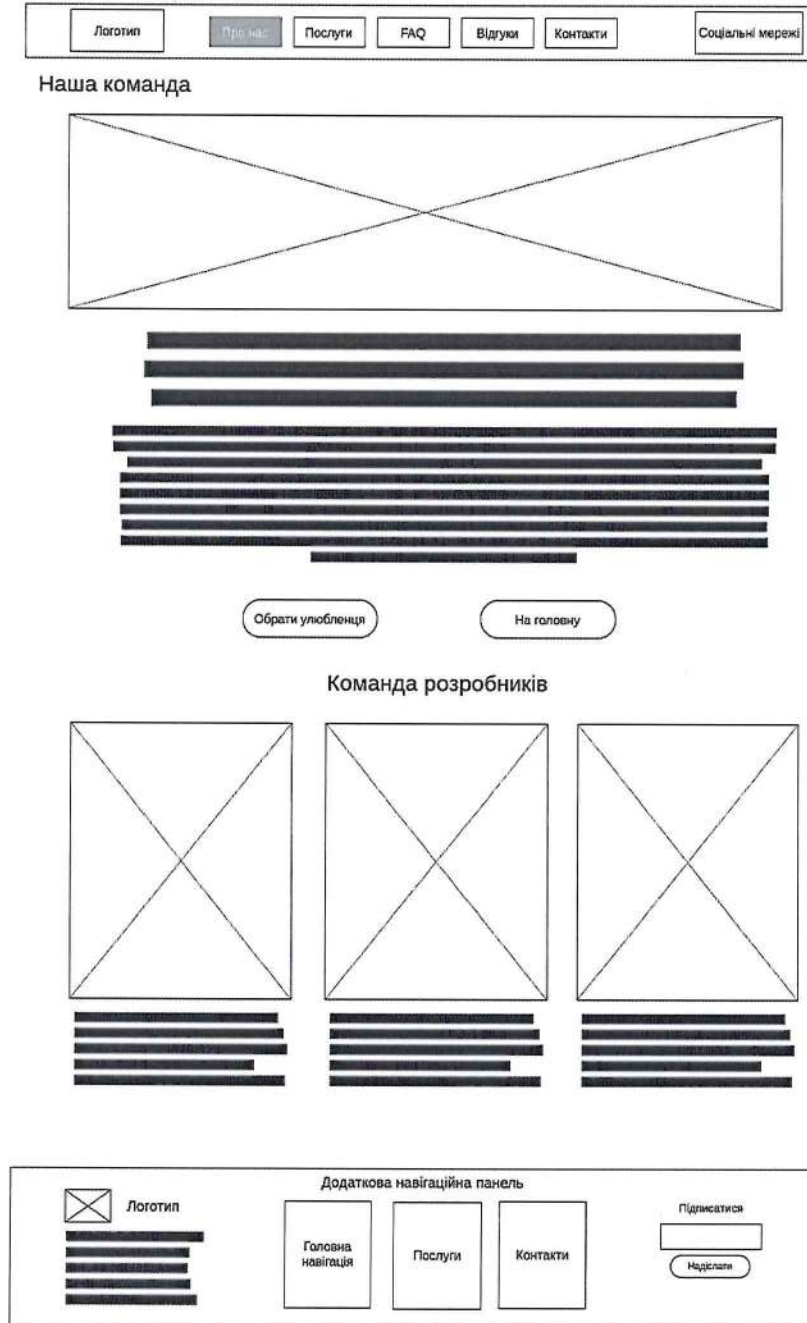 Логотип
Про нас
Послуги
FAQ
Відгуки
Контакти
Соціальні мережі
Наша команда
Обрати улюбленця
На головну
Команда розробників
Додаткова навігаційна панель
Логотип
Головна
навігація
Послуги
Контакти
Підписатися
Надіслати